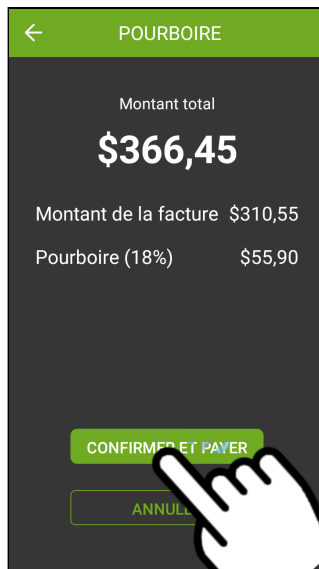 POURBOIRE
Montant total
$366,45
Montant de la facture $310,55
Pourboire (18%) $55,90
CONFIRMER ET PAYER